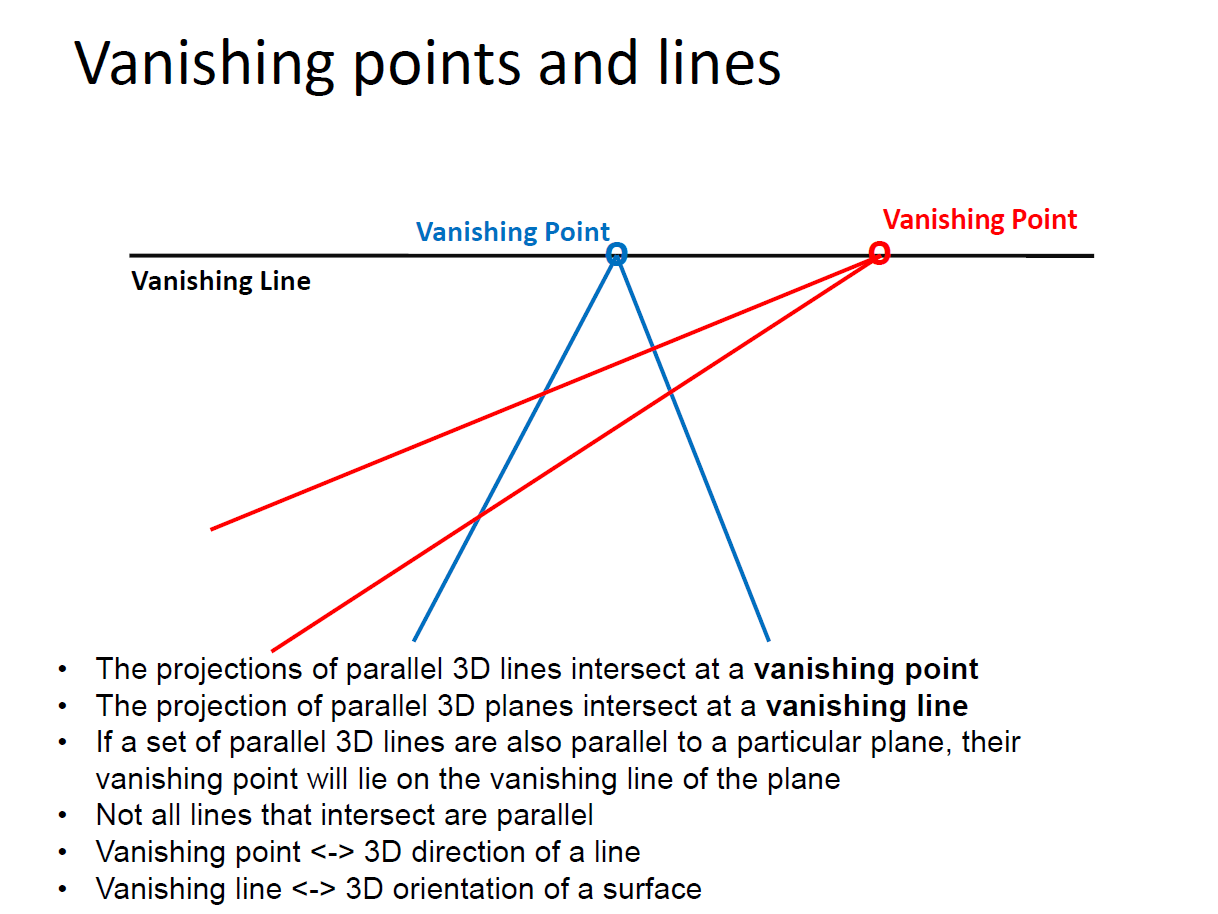 Vanishing points and lines
Vanishing Point
Vanishing Point
Vanishing Line
• The projections of parallel 3D lines intersect at a vanishing point
• The projection of parallel 3D planes intersect at a vanishing line
• If a set of parallel 3D lines are also parallel to a particular plane, their
vanishing point will lie on the vanishing line of the plane
• Not all lines that intersect are parallel
• Vanishing point <-> 3D direction of a line
• Vanishing line <-> 3D orientation of a surface